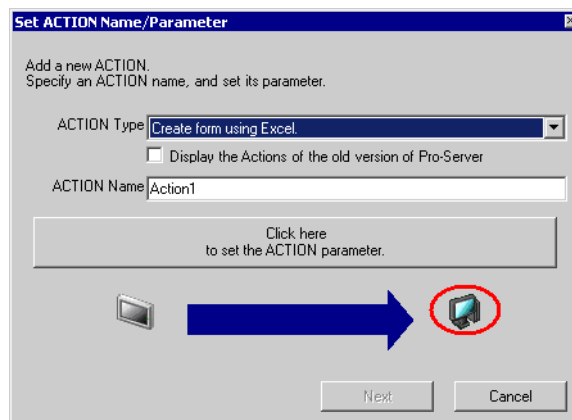 Set ACTION Name/Parameter
Add a new ACTION.
Specify an ACTION name, and set its parameter.
ACTION Type Create form using Excel.
Display the Actions of the old version of Pro-Server
ACTION Name Action1
Click here
to set the ACTION parameter.
Next Cancel